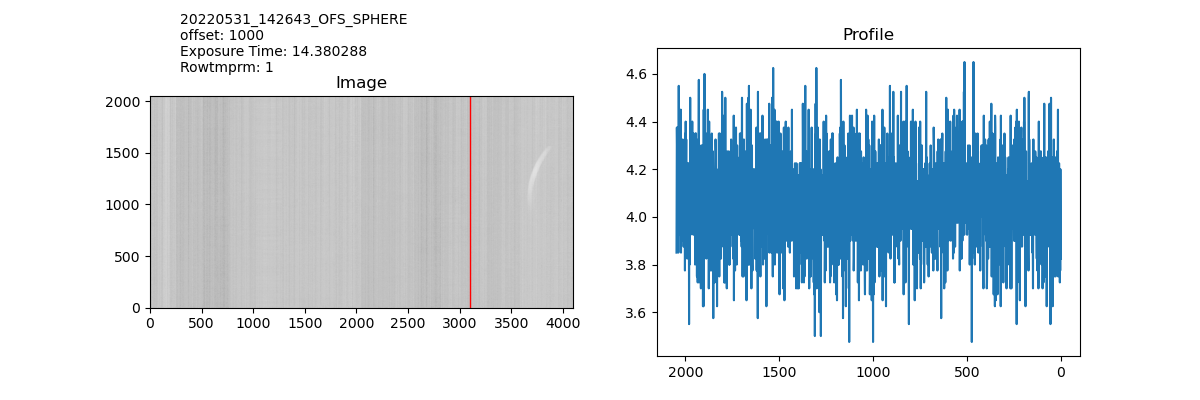 20220531_142643_OFS_SPHERE
offset: 1000
Exposure Time: 14.380288
Rowtmprm: 1
Image
2000
1500
1000
500
0
0 500 1000 1500 2000 2500 3000 3500 4000
Profile
4.6
4.4
4.2
4.0
3.8
3.6
2000 1500 1000 500 0